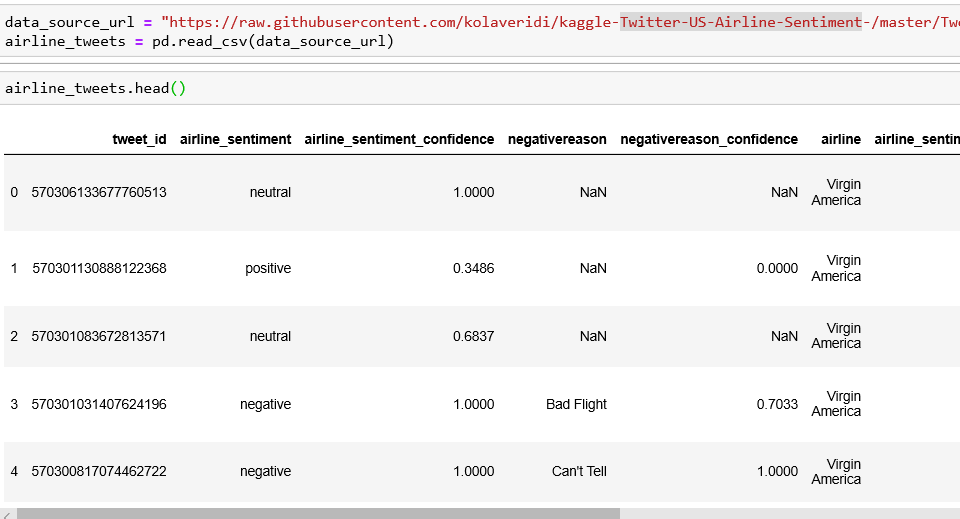 data_source_url = "https://raw.githubusercontent.com/kolaveridi/kaggle-Twitter-US-Airline-Sentiment-/master/Twe
airline_tweets = pd.read_csv(data_source_url)
airline_tweets.head()
tweet_id airline_sentiment airline_sentiment_confidence negativereason negativereason_confidence airline airline_sentin
0 570306133677760513 neutral 1.0000 NaN NaN Virgin America
1 570301130888122368 positive 0.3486 NaN 0.0000 Virgin America
2 570301083672813571 neutral 0.6837 NaN NaN Virgin America
3 570301031407624196 negative 1.0000 Bad Flight 0.7033 Virgin America
4 570300817074462722 negative 1.0000 Can't Tell 1.0000 Virgin America